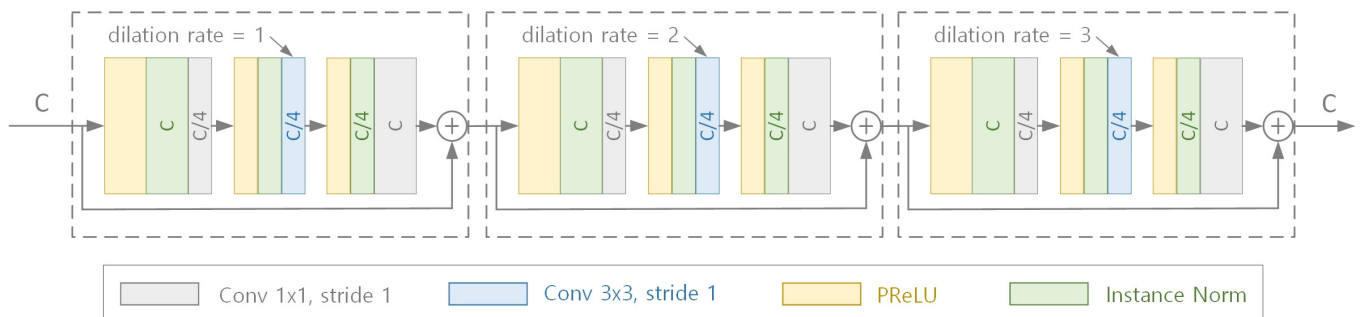 dilation rate = 1
dilation rate = 2
dilation rate = 3
C
C
C/4
C/4
C/4
C
+
C
C/4
C/4
C/4
C
+
C
C/4
C/4
C/4
C
+
C
Conv 1x1, stride 1
Conv 3x3, stride 1
PReLU
Instance Norm